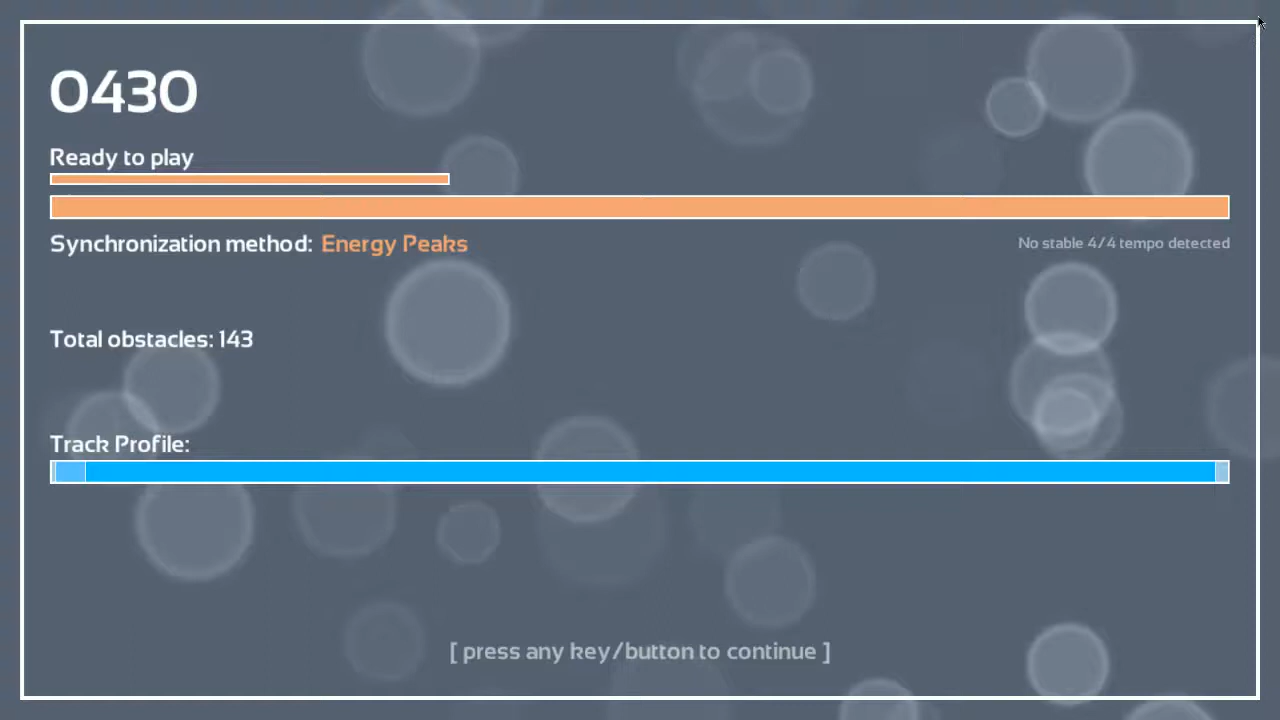 0430
Ready to play
Synchronization method: Energy Peaks
No stable 4/4 tempo detected
Total obstacles: 143
Track Profile:
[ press any key/button to continue ]